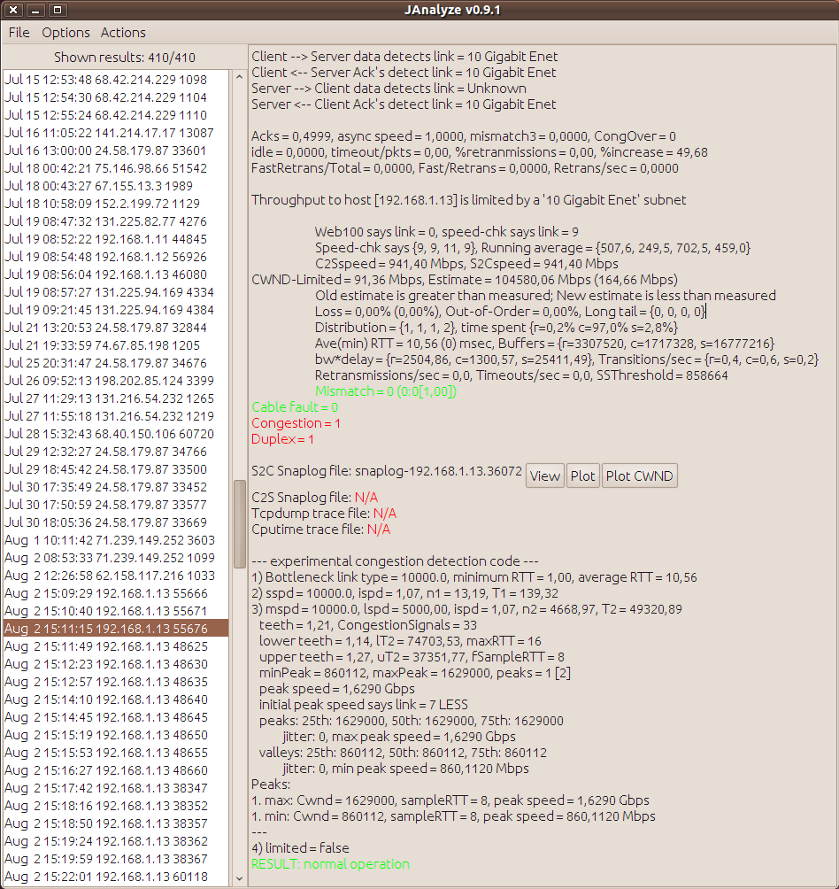 JAnalyze v0.9.1
File Options Actions
Shown results: 410/410
Jul 15 12:53:48 68.42.214.229 1098
Jul 15 12:54:30 68.42.214.229 1104
Jul 15 12:55:24 68.42.214.229 1110
Jul 16 11:05:22 141.214.17.17 13087
Jul 16 13:00:00 24.58.179.87 33601
Jul 18 00:42:21 75.146.98.66 51542
Jul 18 00:43:27 67.155.13.3 1989
Jul 18 10:58:09 152.2.199.72 1129
Jul 19 08:47:32 131.225.82.77 4276
Jul 19 08:52:22 192.168.1.11 44845
Jul 19 08:54:48 192.168.1.12 56926
Jul 19 08:56:04 192.168.1.13 46080
Jul 19 08:57:27 131.225.94.169 4334
Jul 19 09:21:45 131.225.94.169 4384
Jul 21 13:20:53 24.58.179.87 32844
Jul 21 19:33:59 74.67.85.198 1205
Jul 25 20:31:47 24.58.179.87 34676
Jul 26 09:52:13 198.202.85.124 3399
Jul 27 11:29:13 131.216.54.232 1265
Jul 27 11:55:18 131.216.54.232 1219
Jul 28 15:32:43 68.40.150.106 60720
Jul 29 12:32:27 24.58.179.87 34766
Jul 29 18:45:42 24.58.179.87 33500
Jul 30 17:35:49 24.58.179.87 33452
Jul 30 17:50:59 24.58.179.87 33577
Jul 30 18:05:36 24.58.179.87 33669
Aug 1 10:11:42 71.239.149.252 3603
Aug 2 08:53:33 71.239.149.252 1099
Aug 2 12:26:58 62.158.117.216 1033
Aug 2 15:09:29 192.168.1.13 55666
Aug 2 15:10:40 192.168.1.13 55671
Aug 2 15:11:15 192.168.1.13 55676
Aug 2 15:11:49 192.168.1.13 48625
Aug 2 15:12:23 192.168.1.13 48630
Aug 2 15:12:57 192.168.1.13 48635
Aug 2 15:14:10 192.168.1.13 48640
Aug 2 15:14:45 192.168.1.13 48645
Aug 2 15:15:19 192.168.1.13 48650
Aug 2 15:15:53 192.168.1.13 48655
Aug 2 15:16:27 192.168.1.13 48660
Aug 2 15:17:42 192.168.1.13 38347
Aug 2 15:18:16 192.168.1.13 38352
Aug 2 15:18:50 192.168.1.13 38357
Aug 2 15:19:24 192.168.1.13 38362
Aug 2 15:19:59 192.168.1.13 38367
Aug 2 15:22:01 192.168.1.13 60118
Client --> Server data detects link = 10 Gigabit Enet
Client <-- Server Ack's detect link = 10 Gigabit Enet
Server --> Client data detects link = Unknown
Server <-- Client Ack's detect link = 10 Gigabit Enet
Acks = 0,4999, async speed = 1,0000, mismatch3 = 0,0000, CongOver = 0
idle = 0,0000, timeout/pkts = 0,00, %retranmissions = 0,00, %increase = 49,68
FastRetrans/Total = 0,0000, Fast/Retrans = 0,0000, Retrans/sec = 0,0000
Throughput to host [192.168.1.13] is limited by a '10 Gigabit Enet' subnet
Web100 says link = 0, speed-chk says link = 9
Speed-chk says {9, 9, 11, 9}, Running average = {507,6, 249,5, 702,5, 459,0}
C2Sspeed = 941,40 Mbps, S2Cspeed = 941,40 Mbps
CWND-Limited = 91,36 Mbps, Estimate = 104580,06 Mbps (164,66 Mbps)
Old estimate is greater than measured; New estimate is less than measured
Loss = 0,00% (0,00%), Out-of-Order = 0,00%, Long tail = {0, 0, 0, 0}
Distribution = {1, 1, 1, 2}, time spent {r=0,2% c=97,0% s=2,8%}
Ave(min) RTT = 10,56 (0) msec, Buffers = {r=3307520, c=1717328, s=16777216}
bw*delay = {r=2504,86, c=1300,57, s=25411,49}, Transitions/sec = {r=0,4, c=0,6, s=0,2}
Retransmissions/sec = 0,0, Timeouts/sec = 0,0, SSThreshold = 858664
Mismatch = 0 (0:0[1,00])
Cable fault = 0
Congestion = 1
Duplex = 1
S2C Snaplog file: snaplog-192.168.1.13.36072 View Plot Plot CWND
C2S Snaplog file: N/A
Tcpdump trace file: N/A
Cputime trace file: N/A
--- experimental congestion detection code ---
1) Bottleneck link type = 10000.0, minimum RTT = 1,00, average RTT = 10,56
2) sspd = 10000.0, ispd = 1,07, n1 = 13,19, T1 = 139,32
3) mspd = 10000.0, lspd = 5000,00, ispd = 1,07, n2 = 4668,97, T2 = 49320,89
teeth = 1,21, CongestionSignals = 33
lower teeth = 1,14, lT2 = 74703,53, maxRTT = 16
upper teeth = 1,27, uT2 = 37351,77, fSampleRTT = 8
minPeak = 860112, maxPeak = 1629000, peaks = 1 [2]
peak speed = 1,6290 Gbps
initial peak speed says link = 7 LESS
peaks: 25th: 1629000, 50th: 1629000, 75th: 1629000
jitter: 0, max peak speed = 1,6290 Gbps
valleys: 25th: 860112, 50th: 860112, 75th: 860112
jitter: 0, min peak speed = 860,1120 Mbps
Peaks:
1. max: Cwnd = 1629000, sampleRTT = 8, peak speed = 1,6290 Gbps
1. min: Cwnd = 860112, sampleRTT = 8, peak speed = 860,1120 Mbps
---
4) limited = false
RESULT: normal operation